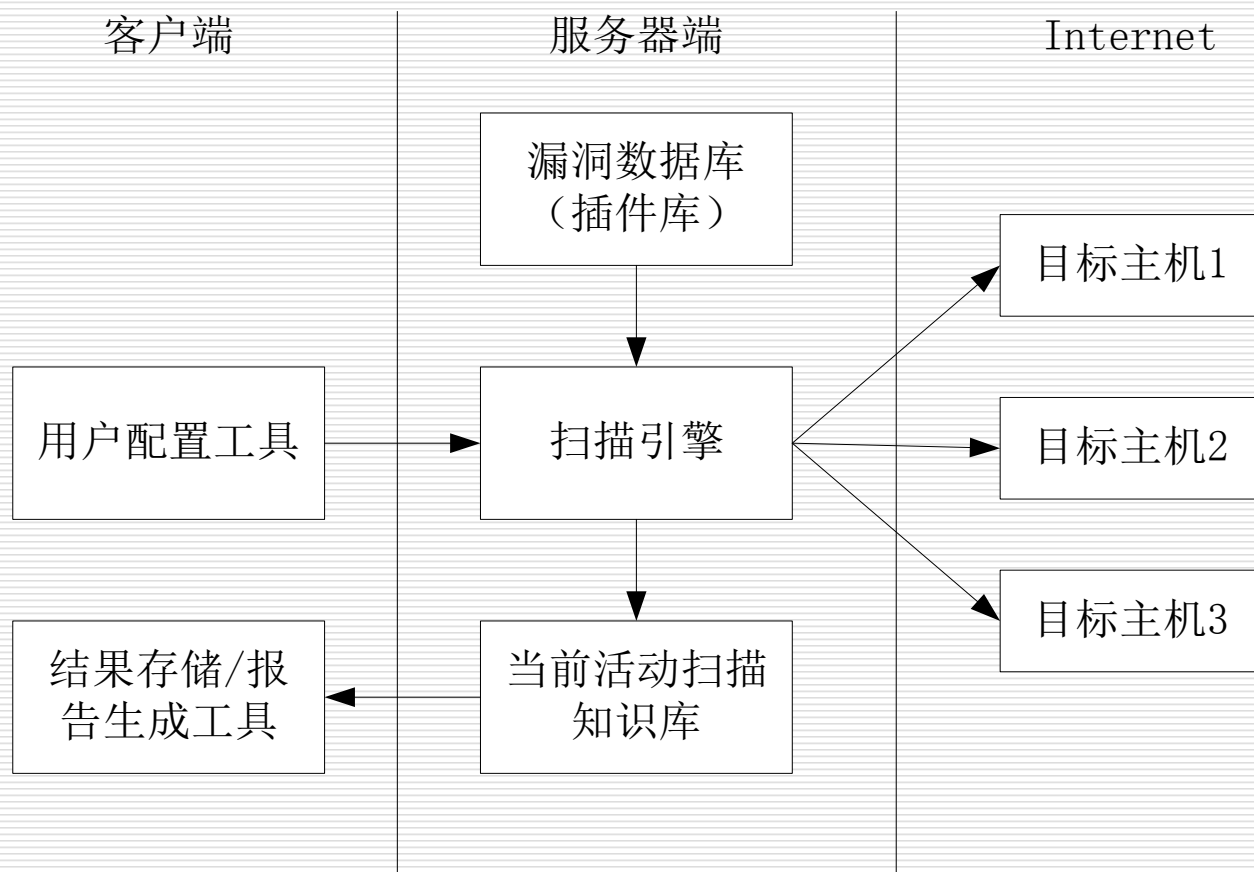 客户端
服务器端
Internet
漏洞数据库
（插件库）
目标主机1
用户配置工具
扫描引擎
目标主机2
目标主机3
结果存储/报
告生成工具
当前活动扫描
知识库